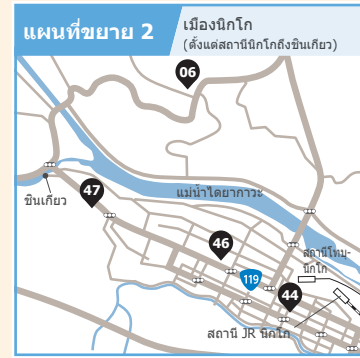 แผนที่ขยาย 2
เมืองนิกโก
(ตั้งแต่สถานีนิกโกถึงชินเกียว)
06
47
แม่น้ำไดยากาวะ
ชินเกียว
46
สถานีโทบุ-
นิกโก
119
44
สถานี JR นิกโก